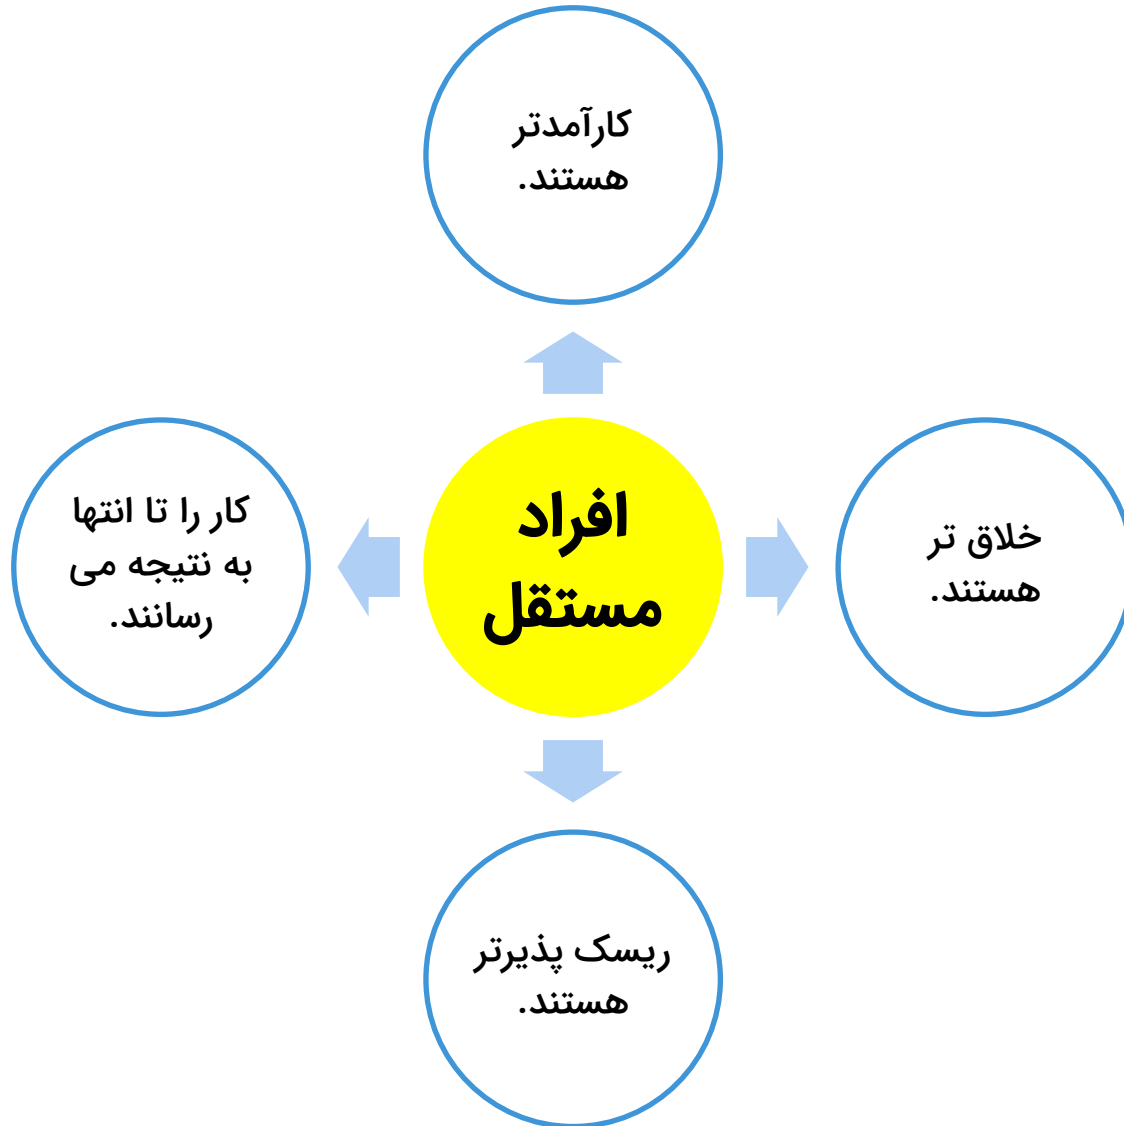 کارآمدتر
هستند.
افراد
مستقل
خلاق تر
هستند.
کار را تا انتها
به نتیجه می
رسانند.
ریسک پذیرتر
هستند.